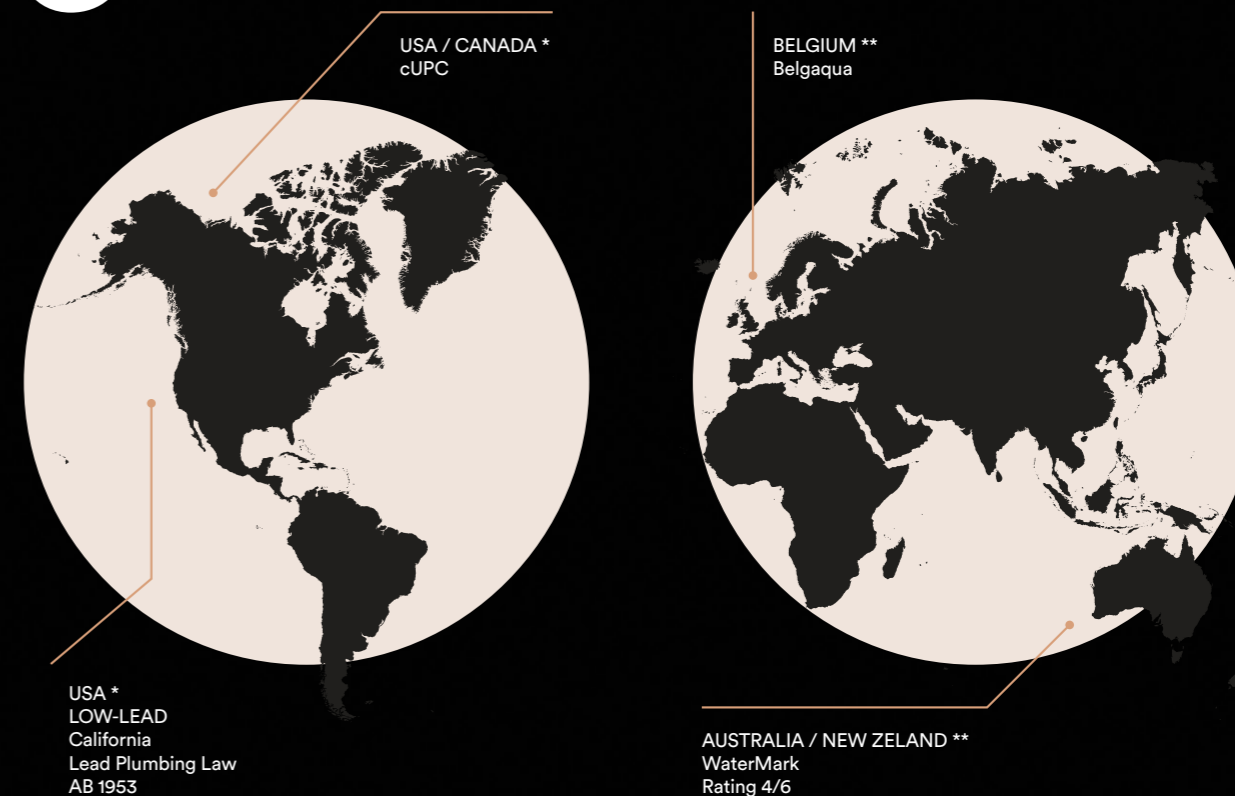 USA / CANADA *
cUPC
BELGIUM **
Belgaqua
USA *
LOW-LEAD
California
Lead Plumbing Law
AB 1953
AUSTRALIA / NEW ZELAND **
WaterMark
Rating 4/6